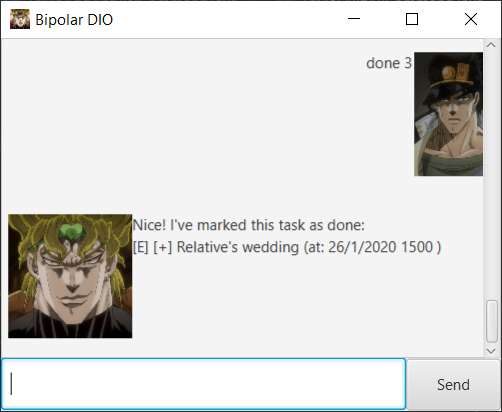 Bipolar DIO
done 3
Nice! I've marked this task as done:
[E] [+] Relative's wedding (at: 26/1/2020 1500 )
Send